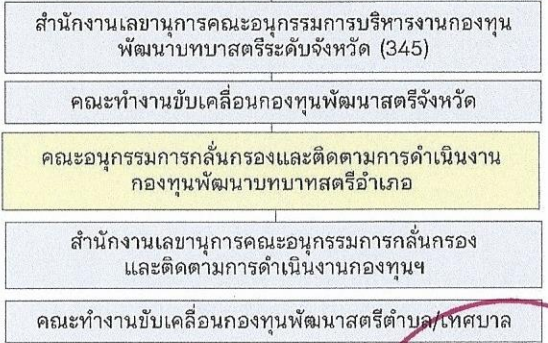 สำนักงานเลขานุการคณะอนุกรรมการบริหารงานกองทุน
พัฒนาบทบาสตรีระดับจังหวัด (345)
คณะทำงานขับเคลื่อนกองทุนพัฒนาสตรีจังหวัด
คณะอนุกรรมการกลั่นกรองและติดตามการดำเนินงาน
กองทุนพัฒนาบทบาทสตรีอำเภอ
สำนักงานเลขานุการคณะอนุกรรมการกลั่นกรอง
และติดตามการดำเนินงานกองทุนฯ
คณะทำงานขับเคลื่อนกองทุนพัฒนาสตรีตำบล/เทศบาล